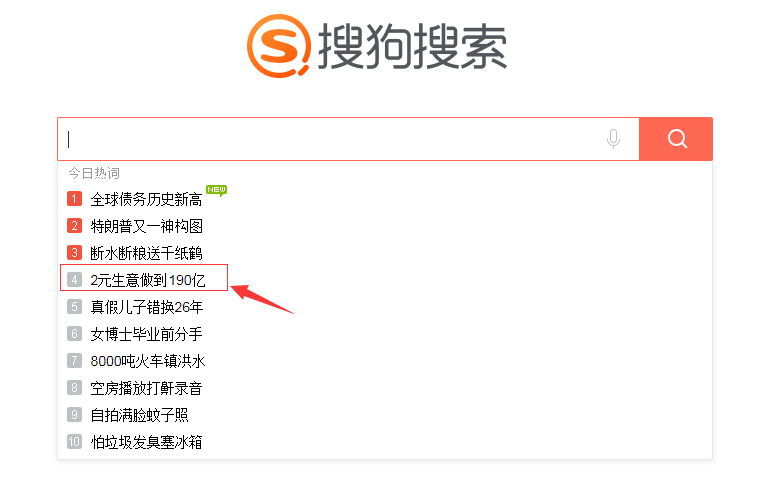 搜狗搜索
今日热词
1 全球债务历史新高 NEW
2 特朗普又一神构图
3 断水断粮送千纸鹤
4 2元生意做到190亿
5 真假儿子错换26年
6 女博士毕业前分手
7 8000吨火车镇洪水
8 空房播放打鼾录音
9 自拍满脸蚊子照
10 怕垃圾发臭塞冰箱